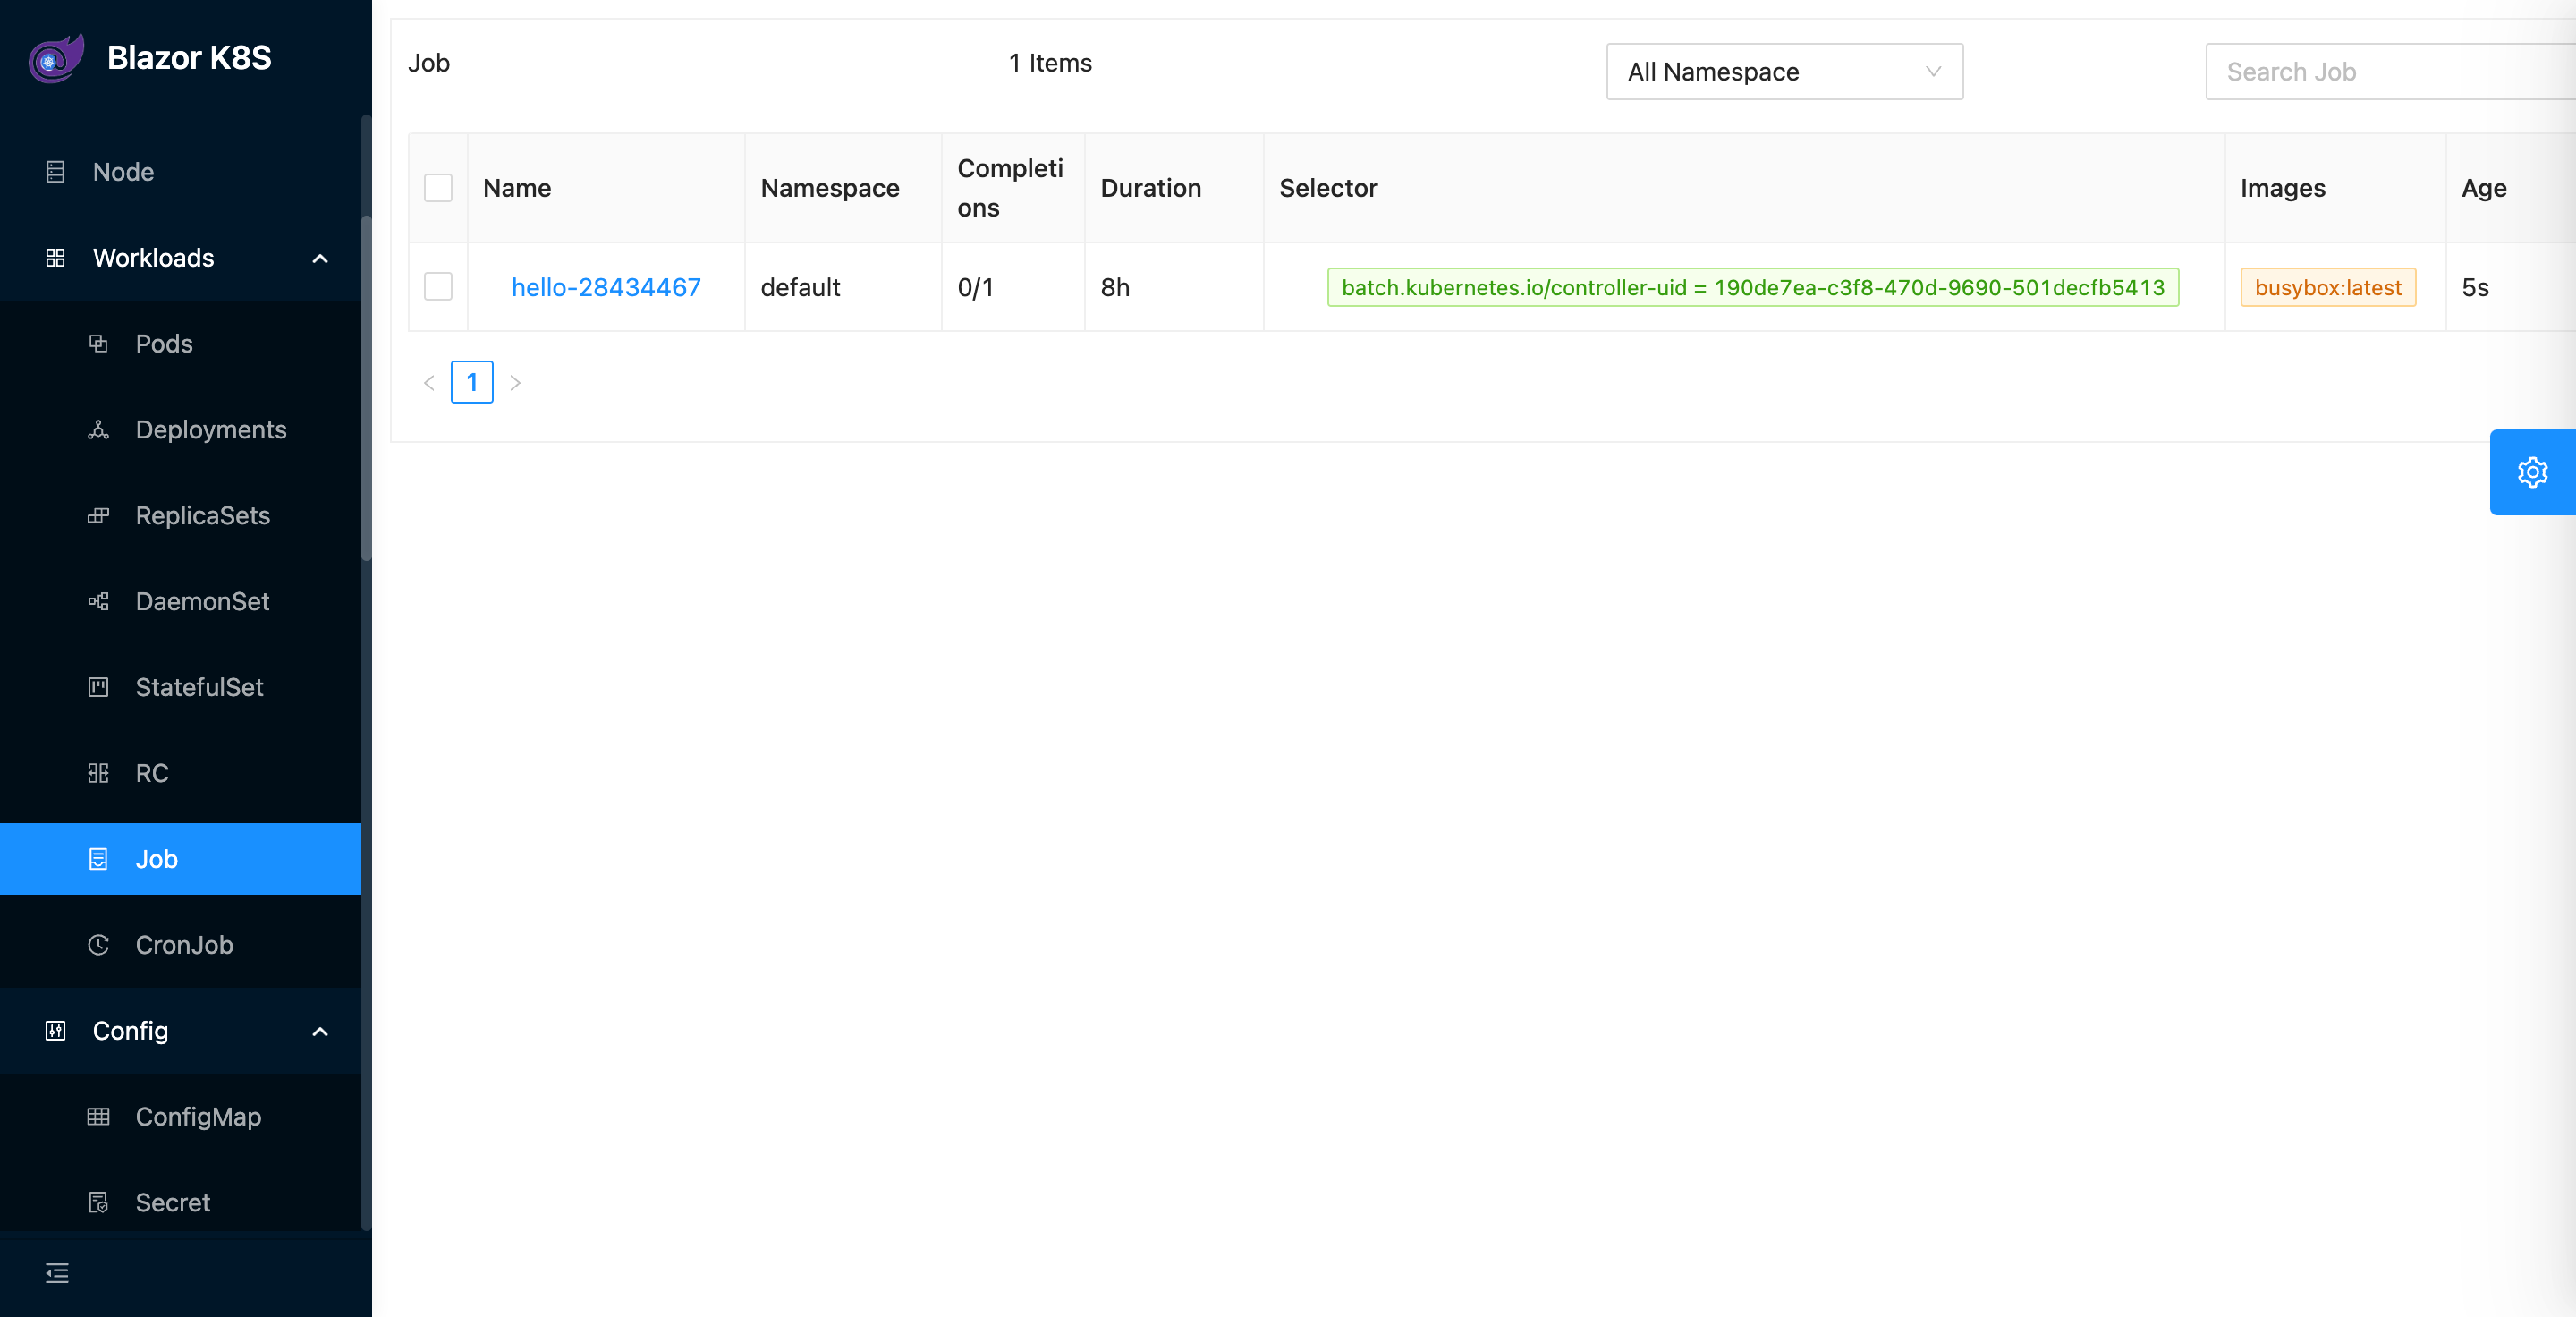 Blazor K8S
Node
Workloads
Pods
Deployments
ReplicaSets
DaemonSet
StatefulSet
RC
Job
CronJob
Config
ConfigMap
Secret
Job
1 Items
All Namespace
Search Job
Name
Namespace
Completi
ons
Duration
Selector
Images
Age
hello-28434467
default
0/1
8h
batch.kubernetes.io/controller-uid = 190de7ea-c3f8-470d-9690-501decfb5413
busybox:latest
5s
1